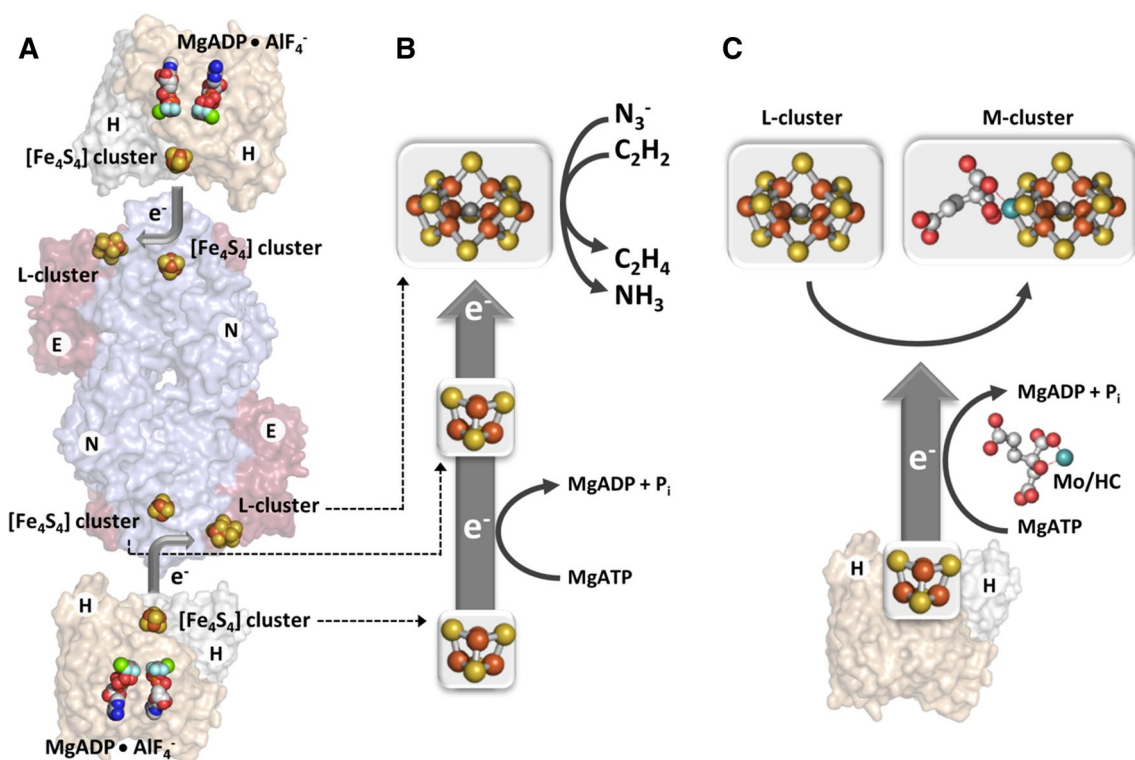 A
MgADP • AlF₄⁻
H
[Fe₄S₄] cluster
H
e⁻
[Fe₄S₄] cluster
L-cluster
N
E
N
E
L-cluster
[Fe₄S₄] cluster
e⁻
H
[Fe₄S₄] cluster
H
MgADP • AlF₄⁻
B
N₃⁻
C₂H₂
C₂H₄
NH₃
e⁻
MgADP + Pᵢ
e⁻
MgATP
C
L-cluster
M-cluster
MgADP + Pᵢ
e⁻
Mo/HC
MgATP
H
H